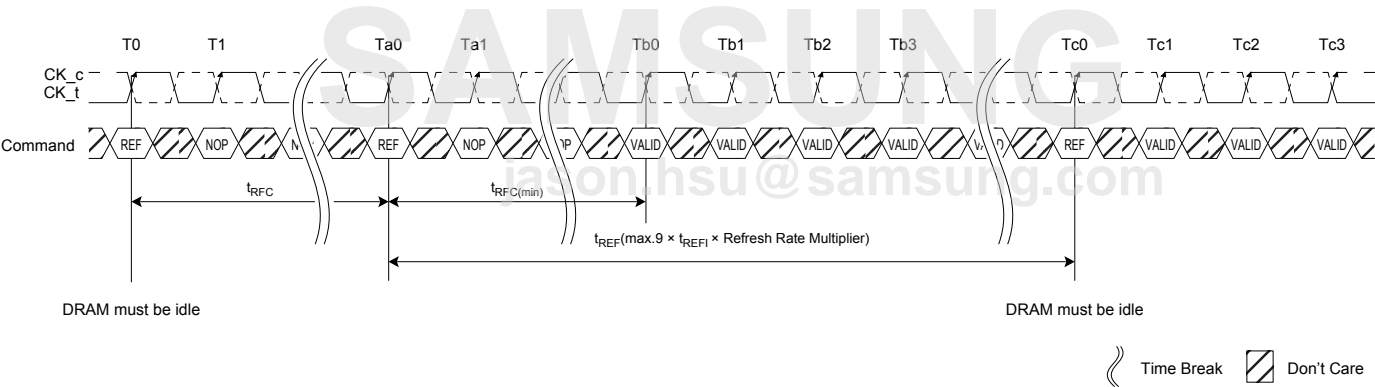 SAMSUNG
T0 T1 Ta0 Ta1 Tb0 Tb1 Tb2 Tb3 Tc0 Tc1 Tc2 Tc3
CK_c
CK_t
Command REF NOP REF NOP VALID VALID VALID VALID REF VALID VALID VALID
jason.hsu@samsung.com
tRFC tRFC(min)
tREF(max.9 × tREFI × Refresh Rate Multiplier)
DRAM must be idle DRAM must be idle
Time Break Don't Care